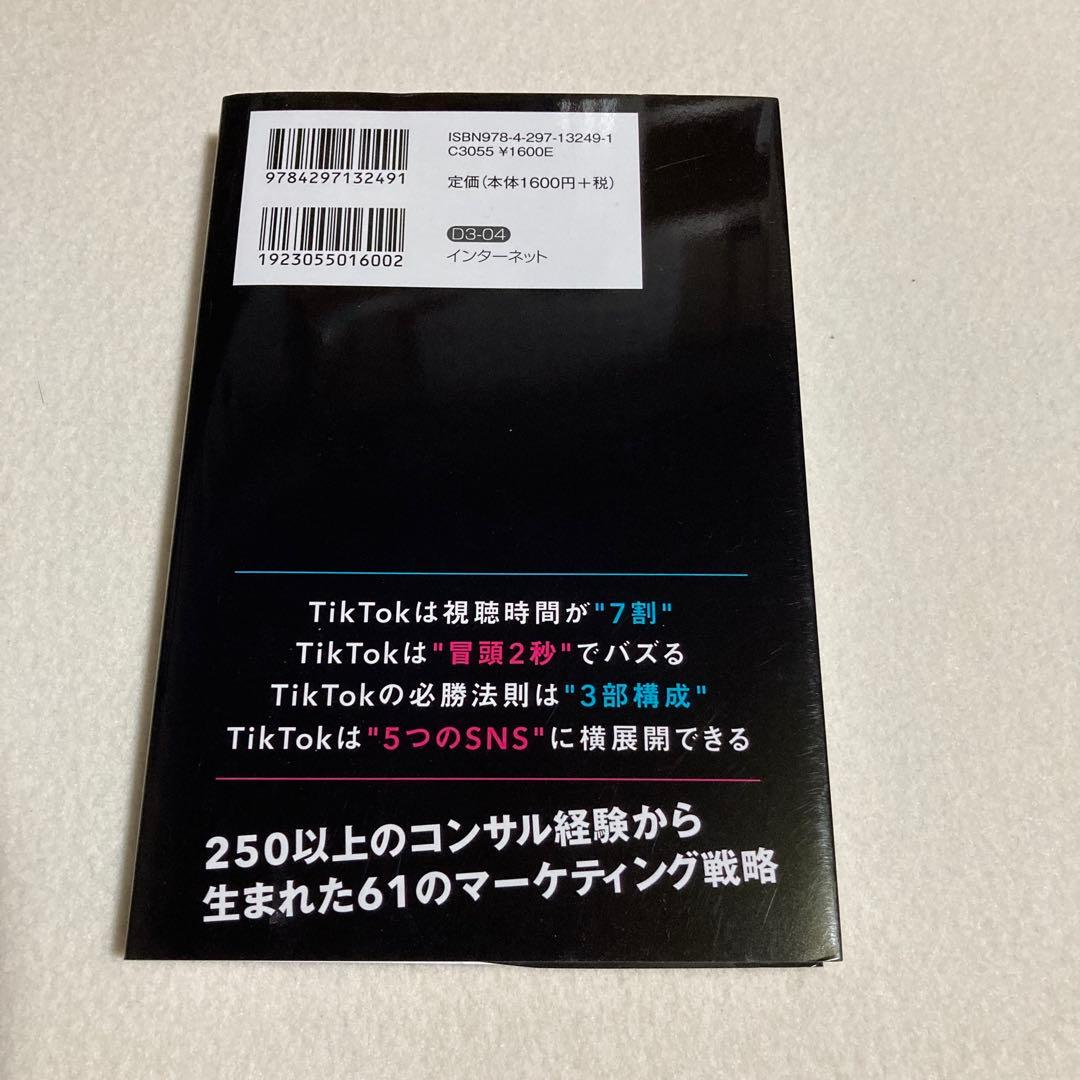 ISBN978-4-297-13249-1
C3055 ¥1600E
9784297132491
定価(本体1600円+税)
D3-04
1923055016002
インターネット
TikTokは視聴時間が"7割"
TikTokは"冒頭2秒"でバズる
TikTokの必勝法則は"3部構成"
TikTokは"5つのSNS"に横展開できる
250以上のコンサル経験から
生まれた61のマーケティング戦略